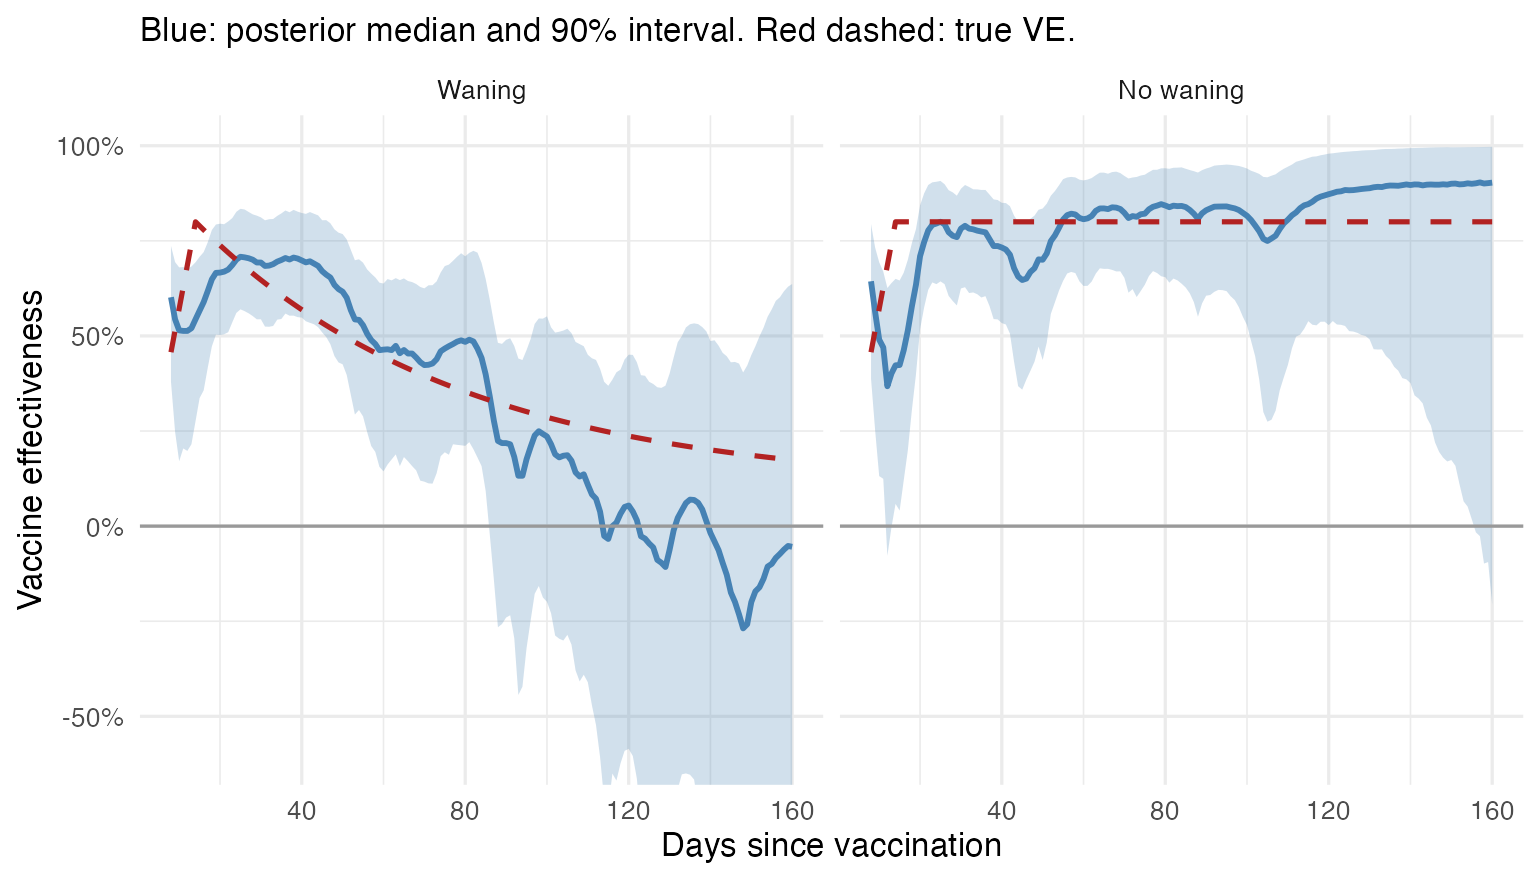 Blue: posterior median and 90% interval. Red dashed: true VE.
Waning
No waning
Vaccine effectiveness
100%
50%
0%
-50%
40
80
120
160
40
80
120
160
Days since vaccination